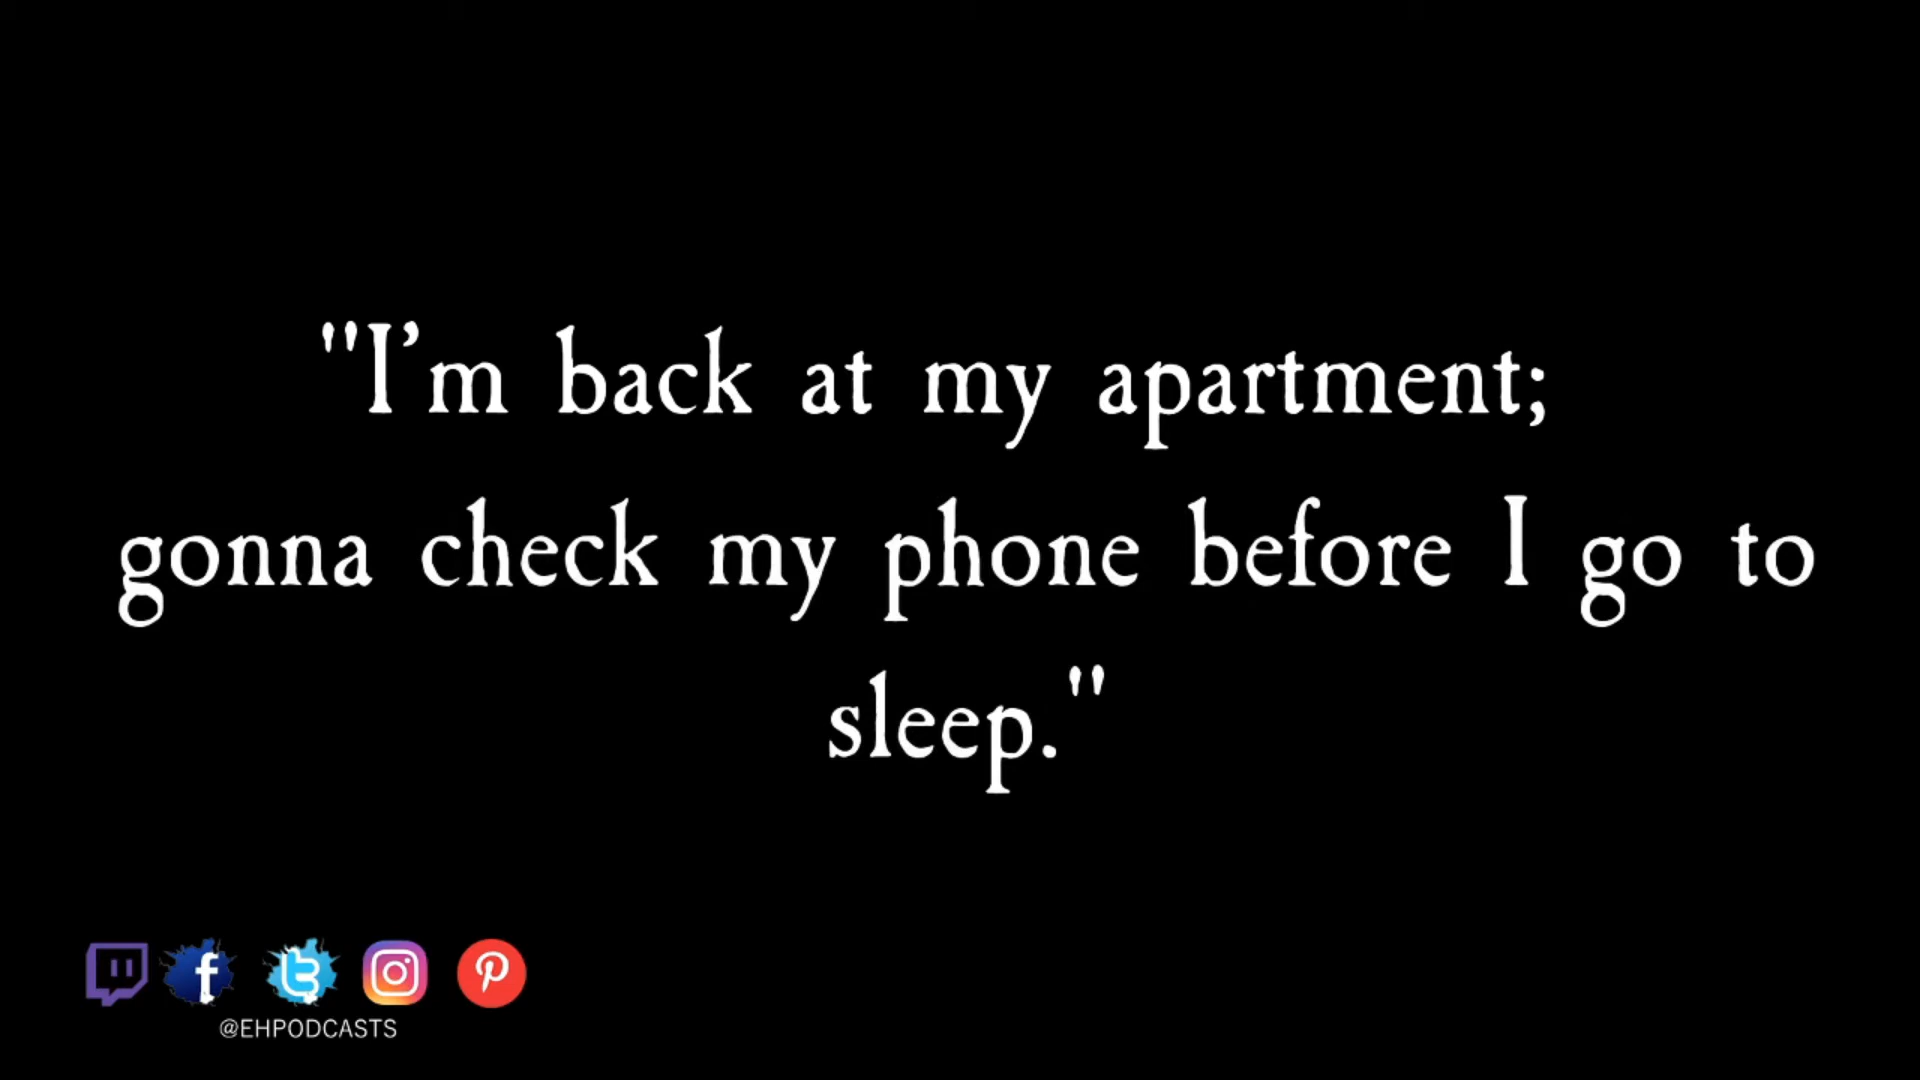 "I’m back at my apartment;
gonna check my phone before I go to
sleep."
@EHPODCASTS